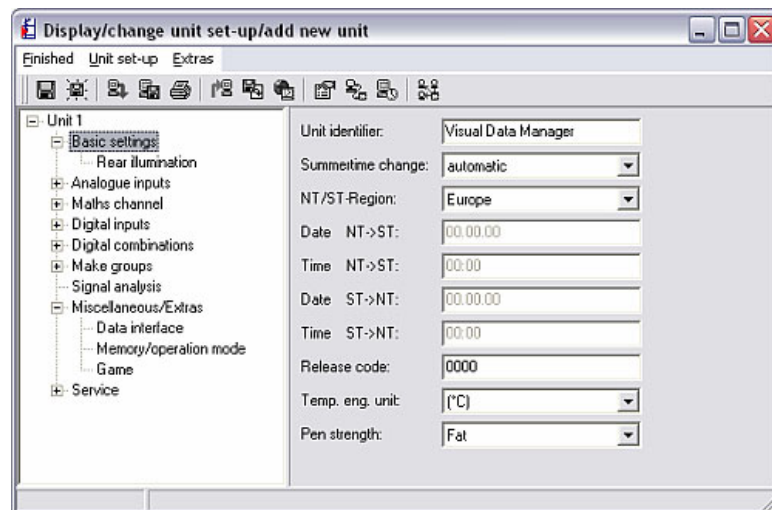 Display/change unit set-up/add new unit
Finished Unit set-up Extras
Unit 1
Basic settings
Rear illumination
Analogue inputs
Maths channel
Digital inputs
Digital combinations
Make groups
Signal analysis
Miscellaneous/Extras
Data interface
Memory/operation mode
Game
Service
Unit identifier: Visual Data Manager
Summertime change: automatic
NT/ST-Region: Europe
Date NT->ST: 00.00.00
Time NT->ST: 00:00
Date ST->NT: 00.00.00
Time ST->NT: 00:00
Release code: 0000
Temp. eng. unit: (°C)
Pen strength: Fat